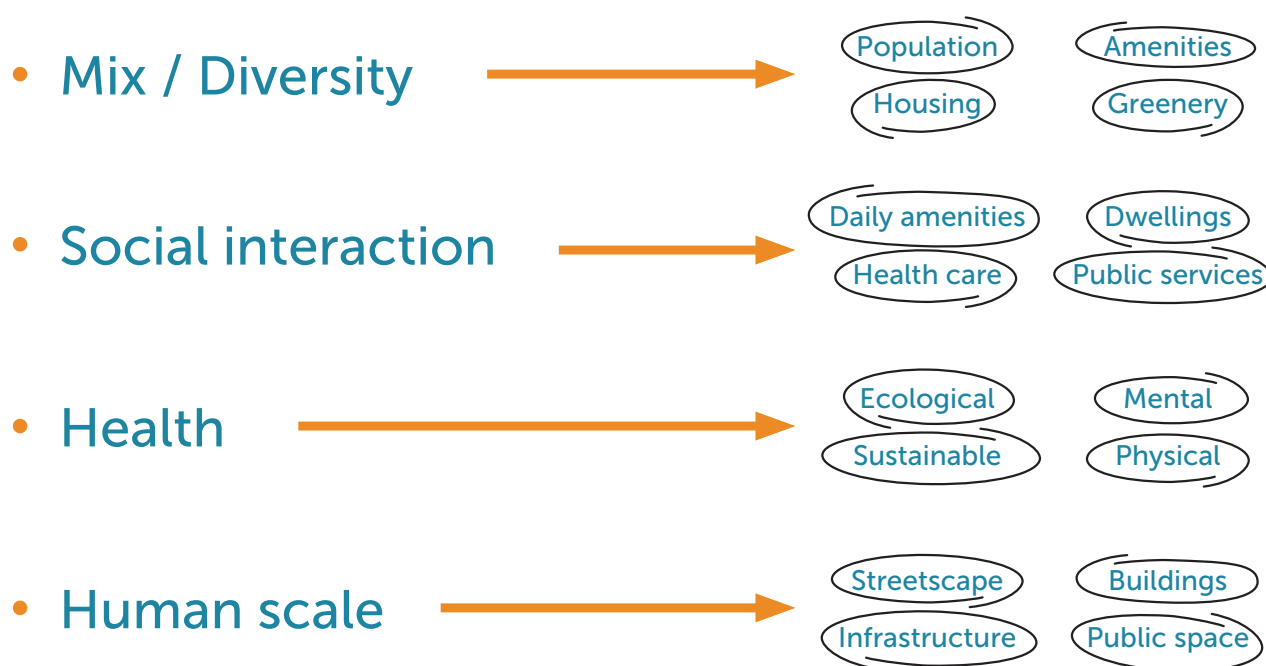 • Mix / Diversity
Population Amenities
Housing Greenery
• Social interaction
Daily amenities Dwellings
Health care Public services
• Health
Ecological Mental
Sustainable Physical
• Human scale
Streetscape Buildings
Infrastructure Public space